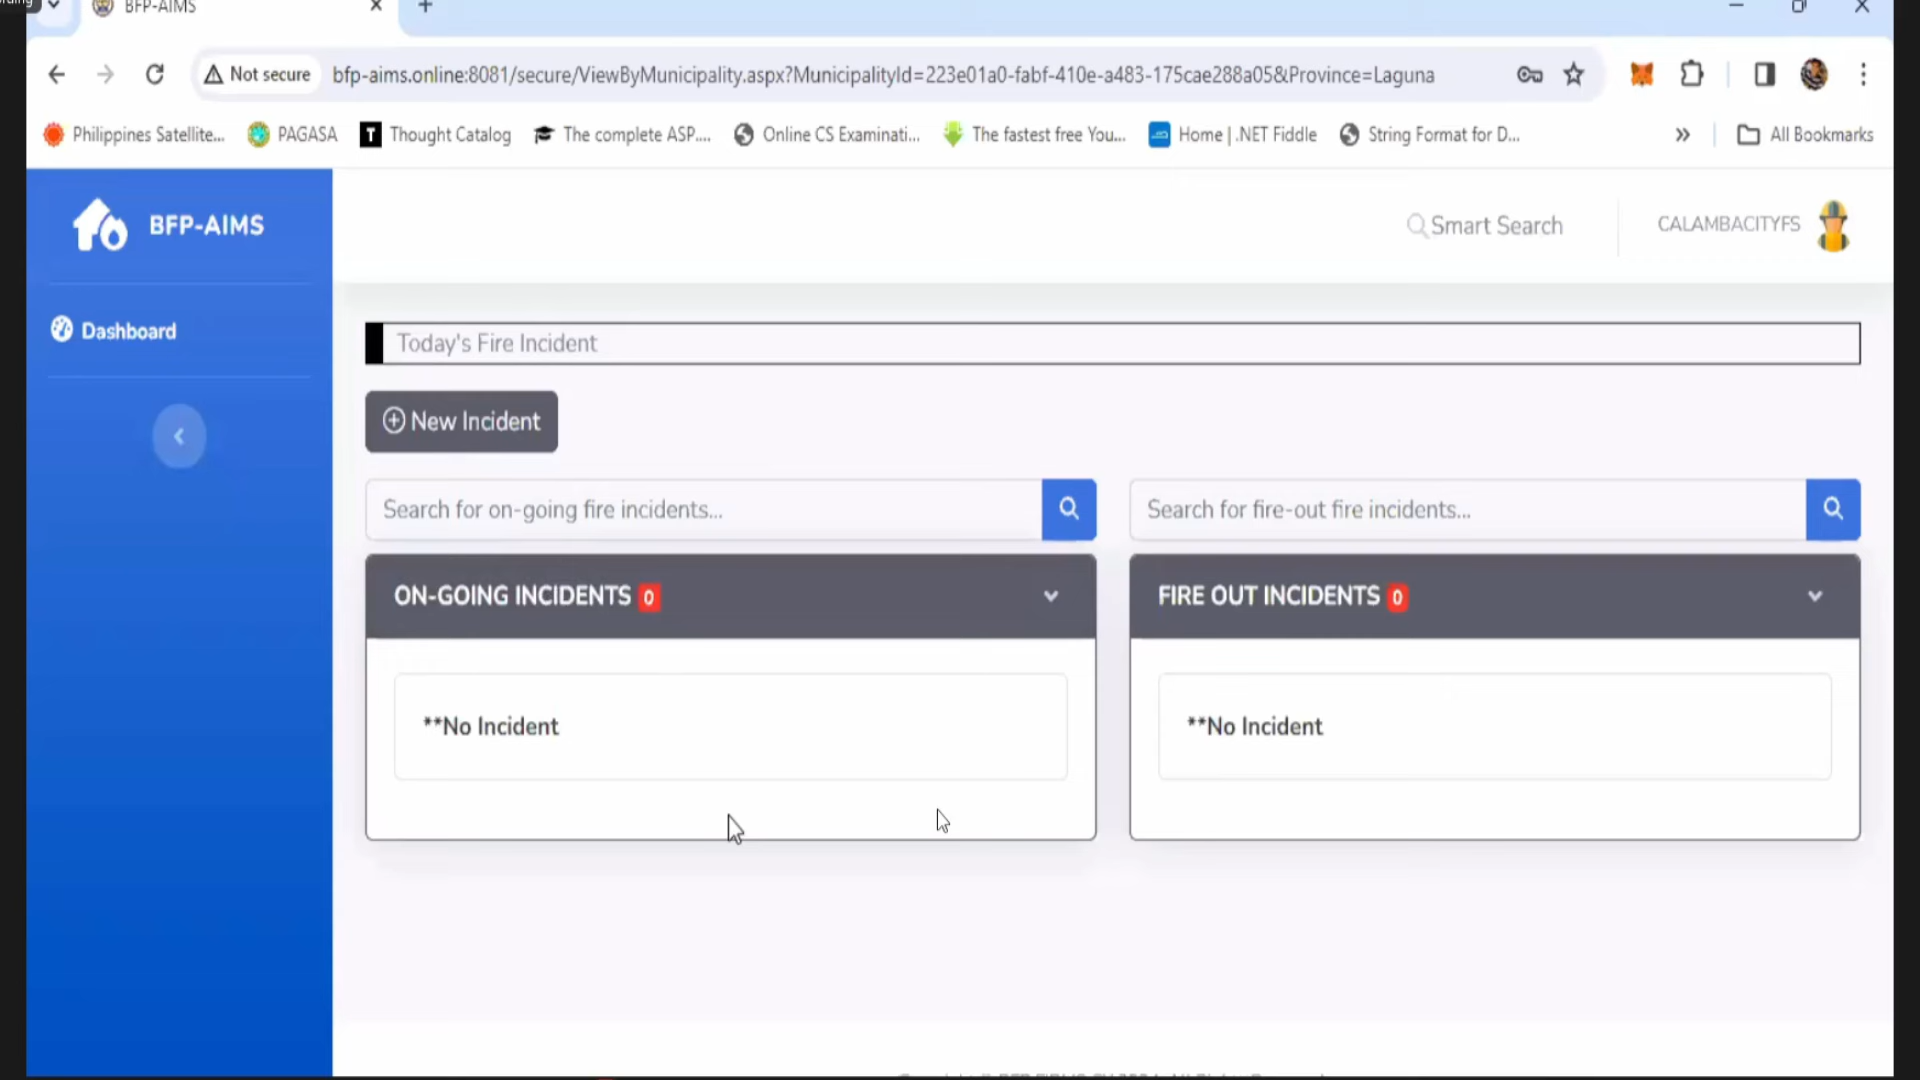 BFP-AIMS
Not secure
bfp-aims.online:8081/secure/ViewByMunicipality.aspx?MunicipalityId=223e01a0-fabf-410e-a483-175cae288a05&Province=Laguna
Philippines Satellite...
PAGASA
Thought Catalog
The complete ASP....
Online CS Examinati...
The fastest free You...
Home | .NET Fiddle
String Format for D...
»
All Bookmarks
BFP-AIMS
Smart Search
CALAMBACITYFS
Dashboard
Today's Fire Incident
New Incident
Search for on-going fire incidents...
Search for fire-out fire incidents...
ON-GOING INCIDENTS 0
FIRE OUT INCIDENTS 0
**No Incident
**No Incident